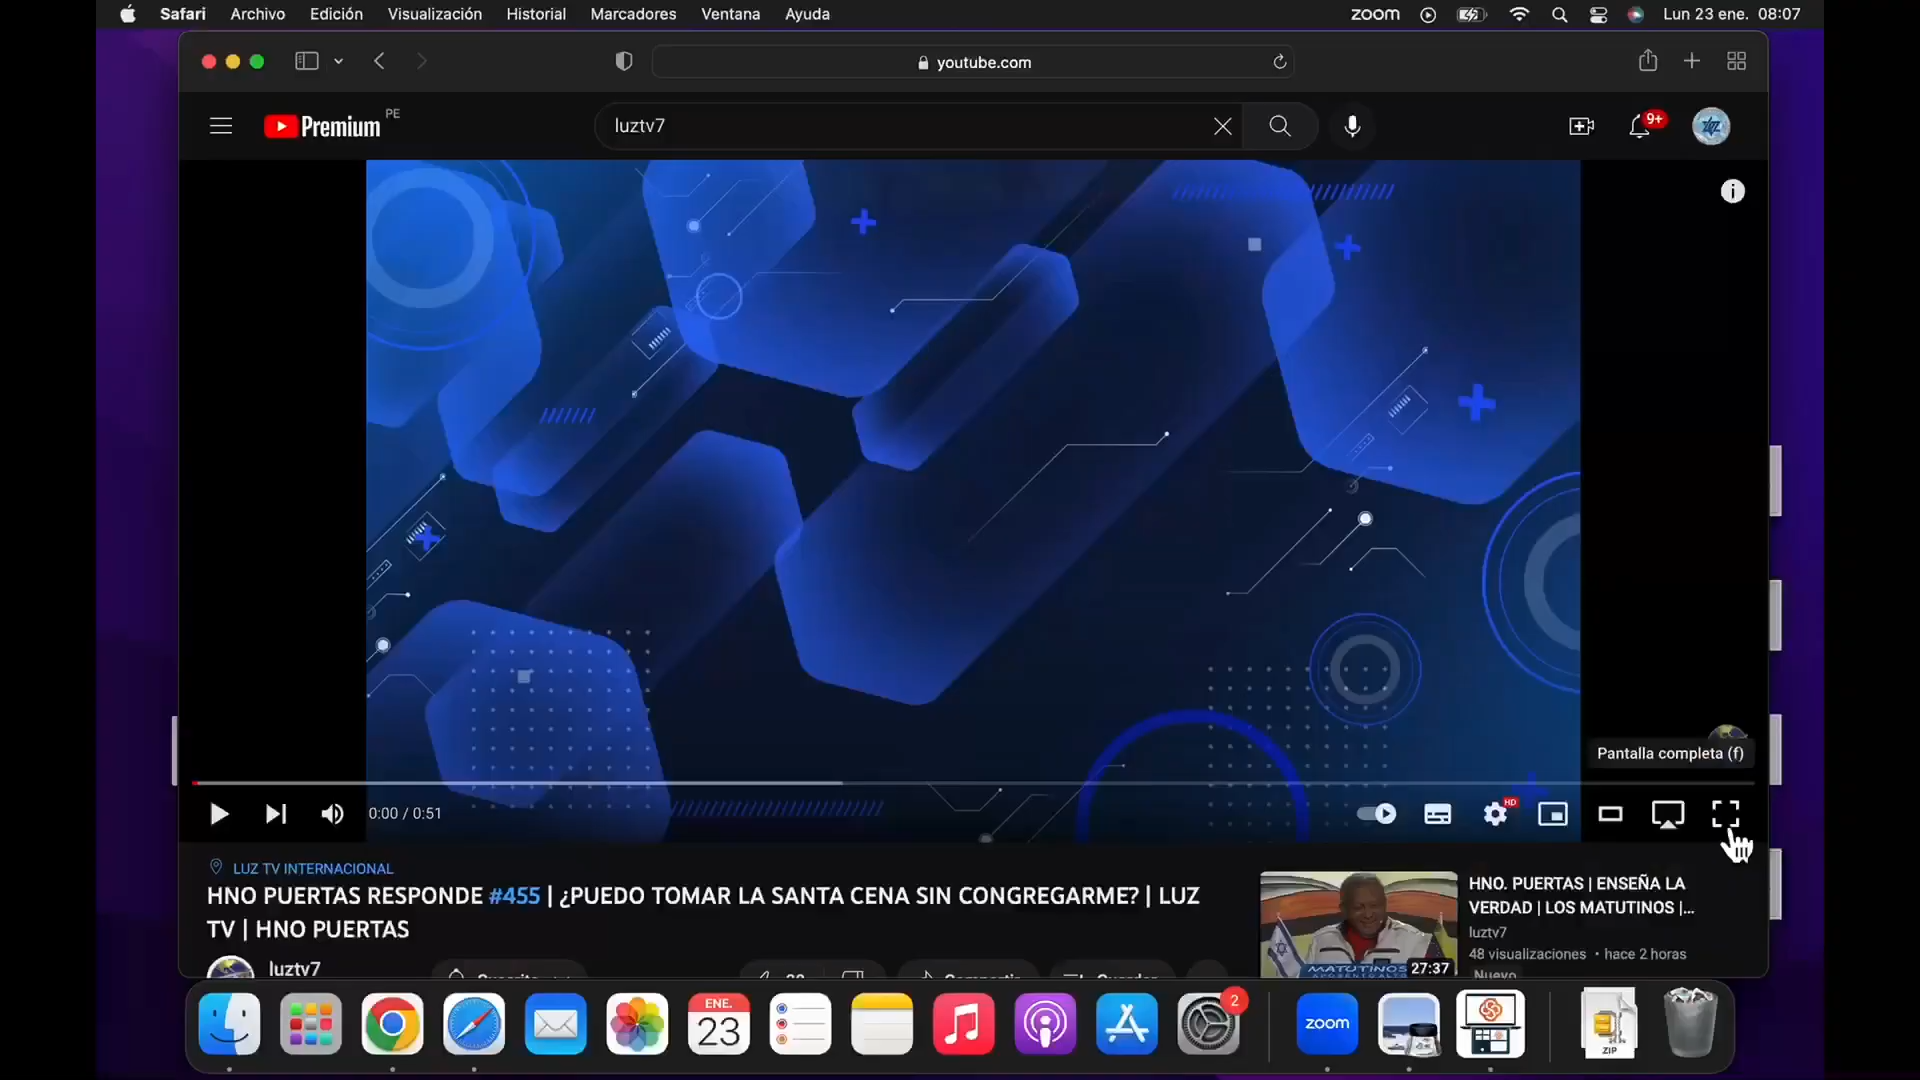 Safari Archivo Edición Visualización Historial Marcadores Ventana Ayuda zoom Lun 23 ene. 08:07
youtube.com
Premium PE luztv7 9+
Pantalla completa (f)
0:00 / 0:51 HD
LUZ TV INTERNACIONAL
HNO PUERTAS RESPONDE #455 | ¿PUEDO TOMAR LA SANTA CENA SIN CONGREGARME? | LUZ
TV | HNO PUERTAS
luztv7
HNO. PUERTAS | ENSEÑA LA
VERDAD | LOS MATUTINOS |...
luztv7
48 visualizaciones • hace 2 horas
Nuevo
MATUTINOS
27:37
ENE.
23
2
zoom
ZIP